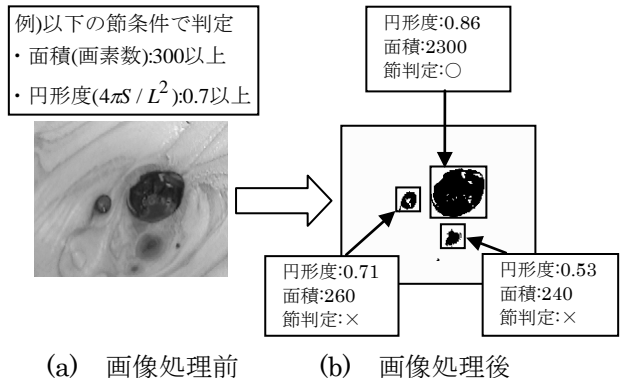 例)以下の節条件で判定
・面積(画素数):300以上
・円形度(4πS / L²):0.7以上
円形度:0.86
面積:2300
節判定:○
円形度:0.71
面積:260
節判定:×
円形度:0.53
面積:240
節判定:×
(a) 画像処理前
(b) 画像処理後